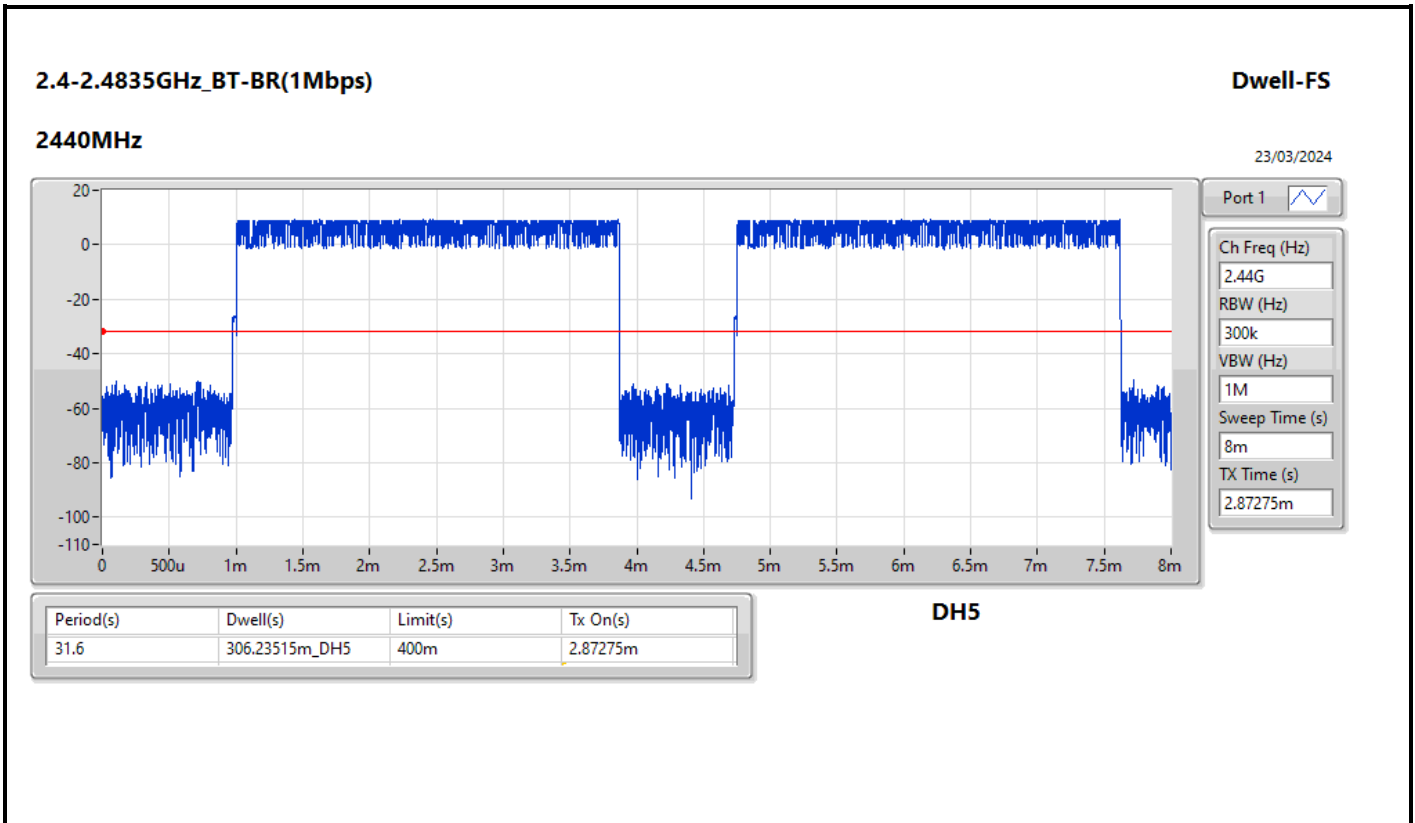 2.4-2.4835GHz_BT-BR(1Mbps) Dwell-FS
2440MHz
23/03/2024
Port 1
20
0
-20
-40
-60
-80
-100
-110
0 500u 1m 1.5m 2m 2.5m 3m 3.5m 4m 4.5m 5m 5.5m 6m 6.5m 7m 7.5m 8m
Ch Freq (Hz)
2.44G
RBW (Hz)
300k
VBW (Hz)
1M
Sweep Time (s)
8m
TX Time (s)
2.87275m
Period(s) Dwell(s) Limit(s) Tx On(s)
31.6 306.23515m_DH5 400m 2.87275m
DH5